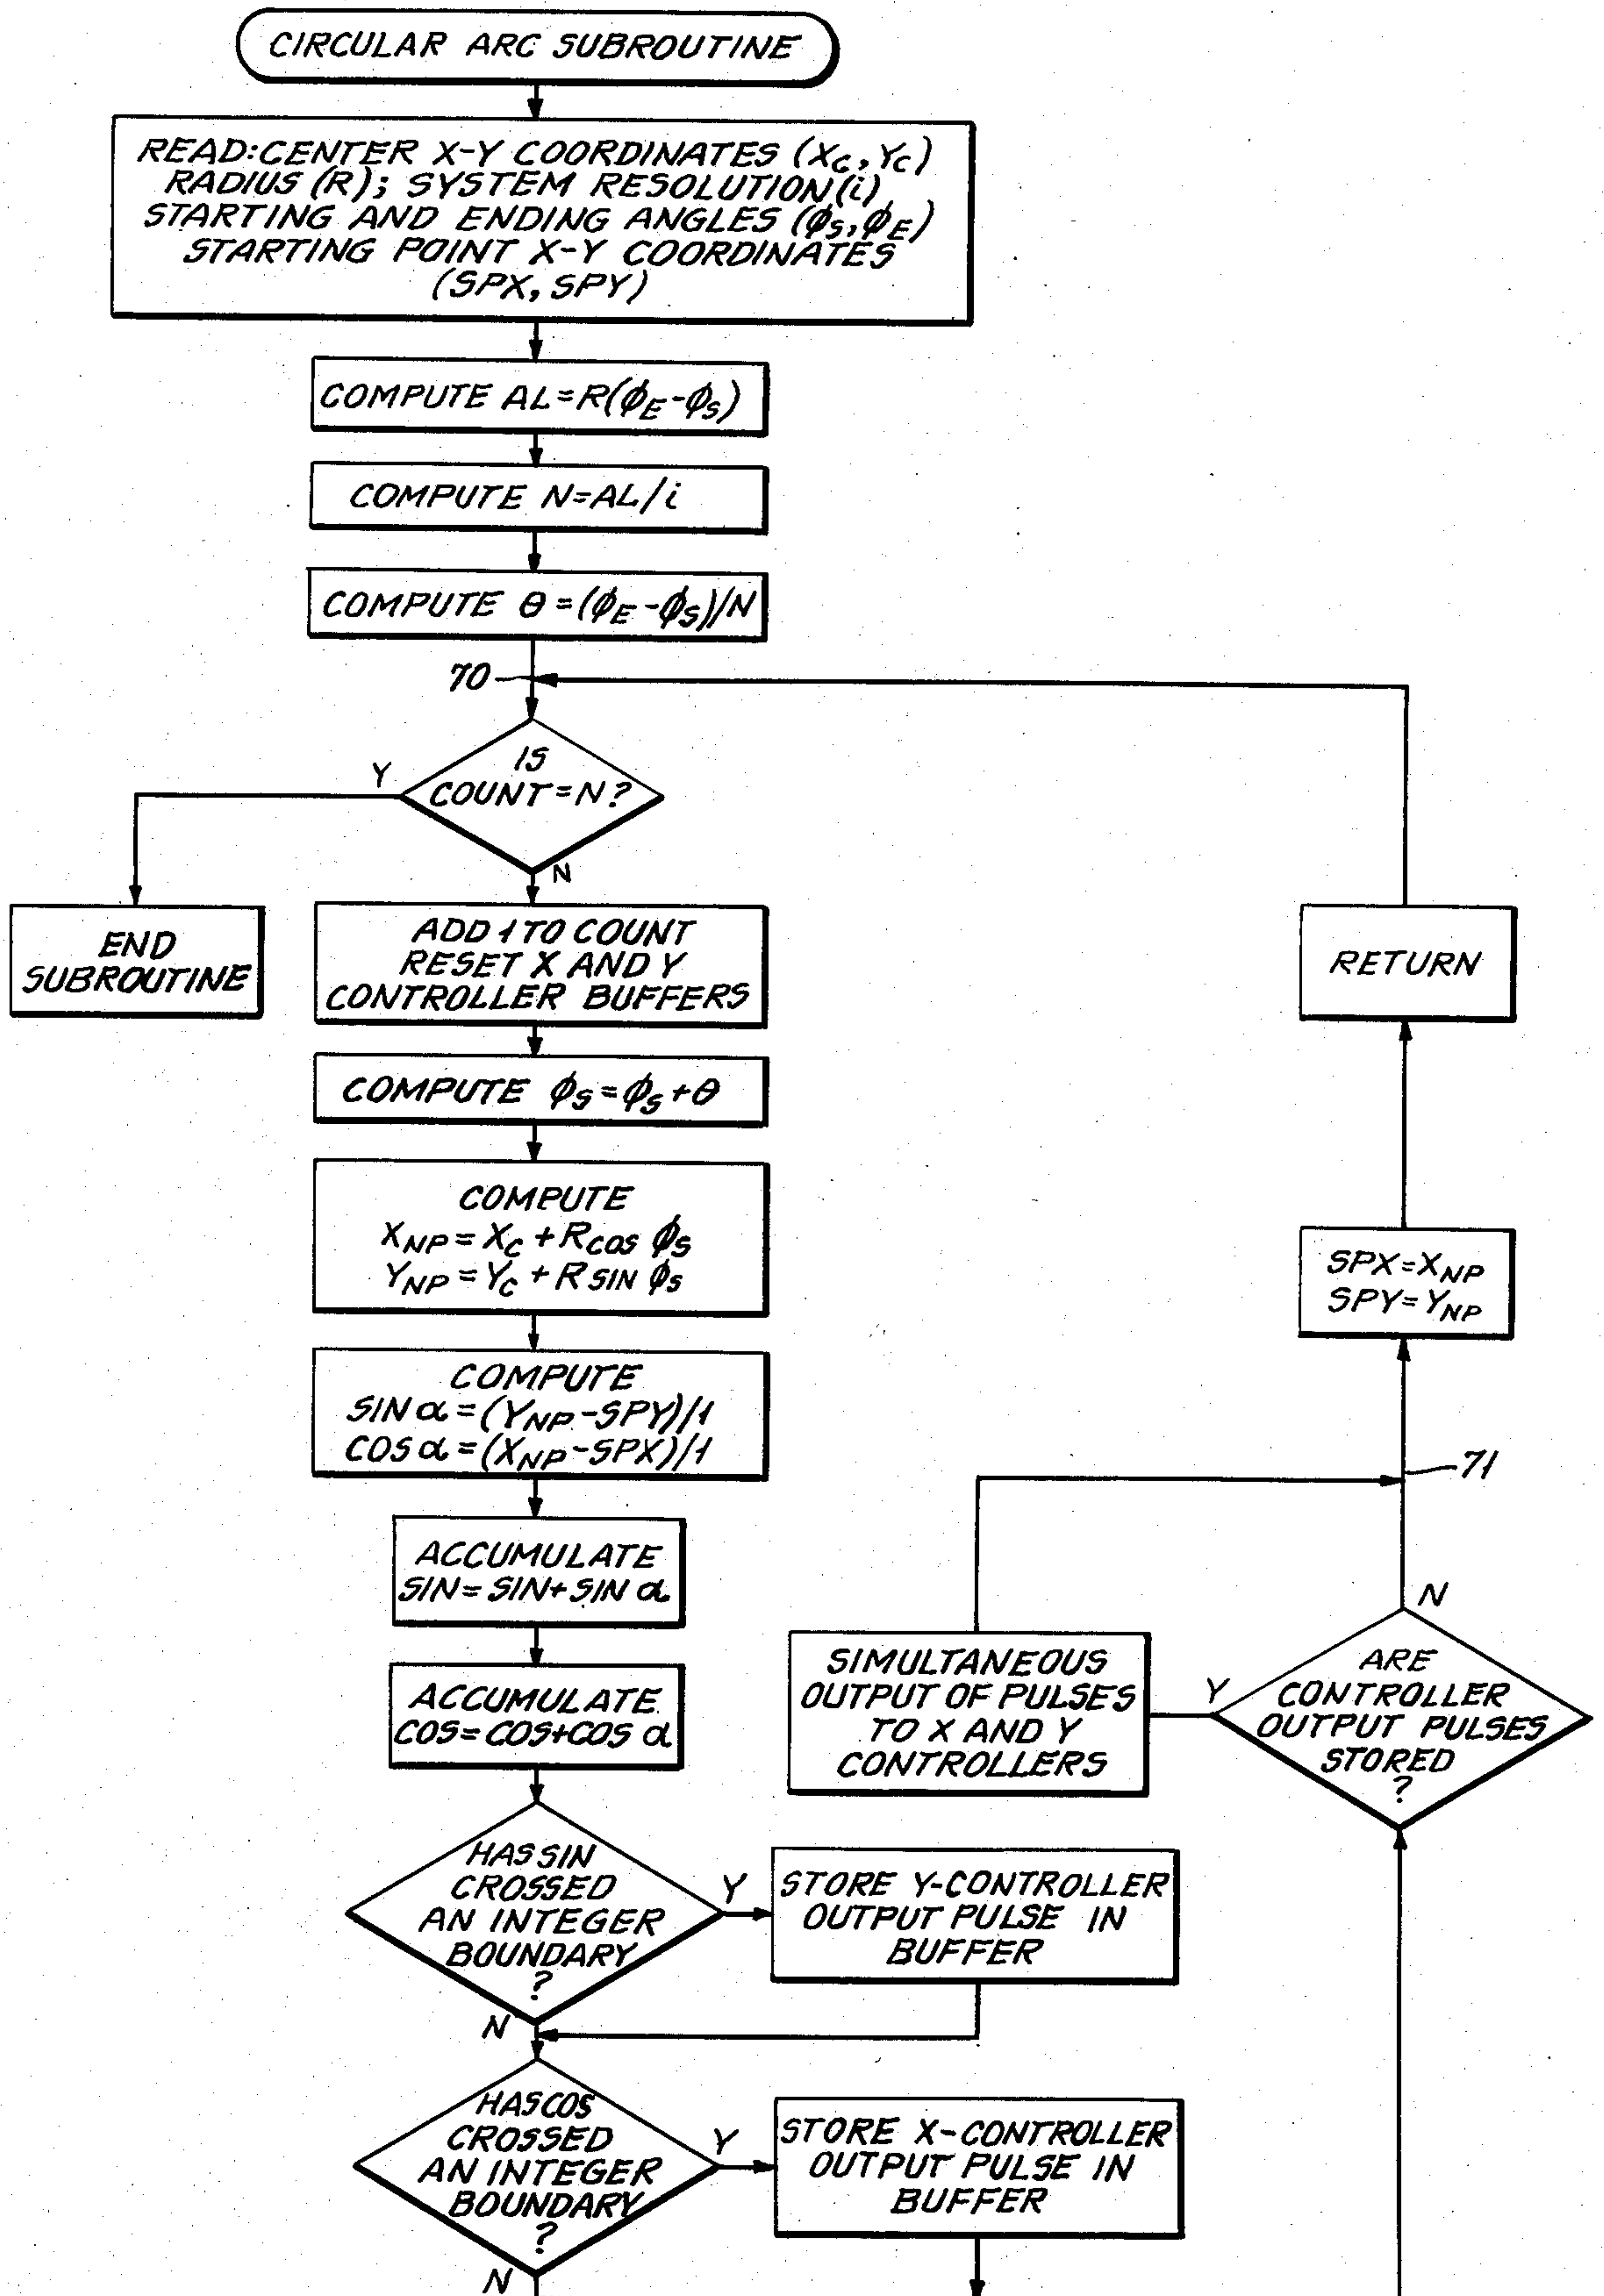 CIRCULAR ARC SUBROUTINE
READ:CENTER X-Y COORDINATES (XC,YC)
RADIUS (R); SYSTEM RESOLUTION(i)
STARTING AND ENDING ANGLES (ϕS,ϕE)
STARTING POINT X-Y COORDINATES
(SPX, SPY)
COMPUTE AL=R(ϕE-ϕS)
COMPUTE N=AL/i
COMPUTE θ=(ϕE-ϕS)/N
70
IS
COUNT=N?
Y
N
END
SUBROUTINE
ADD 1 TO COUNT
RESET X AND Y
CONTROLLER BUFFERS
RETURN
COMPUTE ϕS=ϕS+θ
COMPUTE
XNP=XC+RCOS ϕS
YNP=YC+R SIN ϕS
SPX=XNP
SPY=YNP
COMPUTE
SIN α=(YNP-SPY)/1
COS α=(XNP-SPX)/1
71
ACCUMULATE
SIN=SIN+SIN α
ACCUMULATE
COS=COS+COS α
SIMULTANEOUS
OUTPUT OF PULSES
TO X AND Y
CONTROLLERS
Y
N
ARE
CONTROLLER
OUTPUT PULSES
STORED
?
HAS SIN
CROSSED
AN INTEGER
BOUNDARY
?
Y
N
STORE Y-CONTROLLER
OUTPUT PULSE IN
BUFFER
HAS COS
CROSSED
AN INTEGER
BOUNDARY
?
Y
N
STORE X-CONTROLLER
OUTPUT PULSE IN
BUFFER